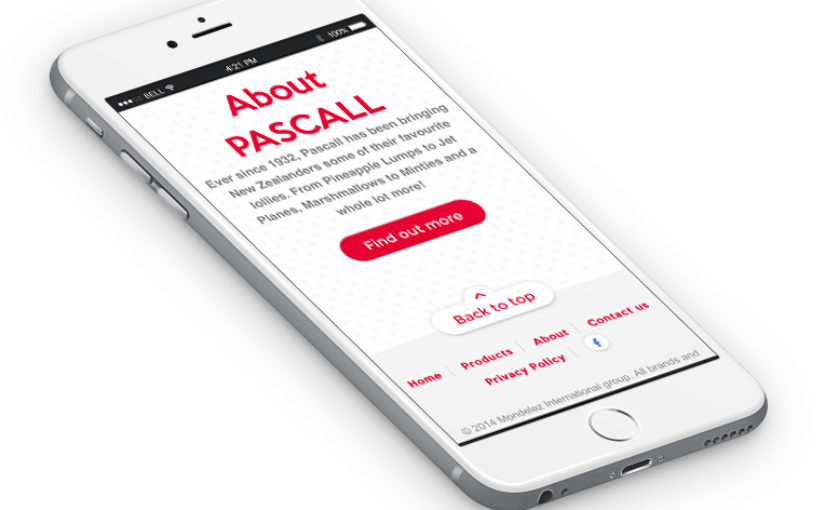 BELL 4:21 PM 100%
About
PASCALL
Ever since 1932, Pascall has been bringing
New Zealanders some of their favourite
lollies. From Pineapple Lumps to Jet
Planes, Marshmallows to Minties and a
whole lot more!
Find out more
Back to top
Home Products About Contact us
Privacy Policy f
© 2014 Mondelez International group. All brands and